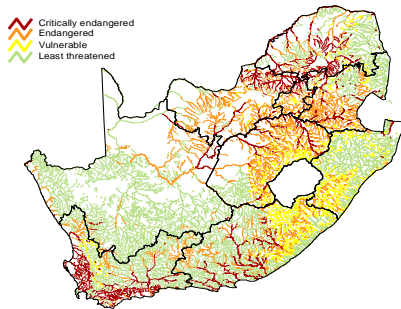 Critically endangered
Endangered
Vulnerable
Least threatened